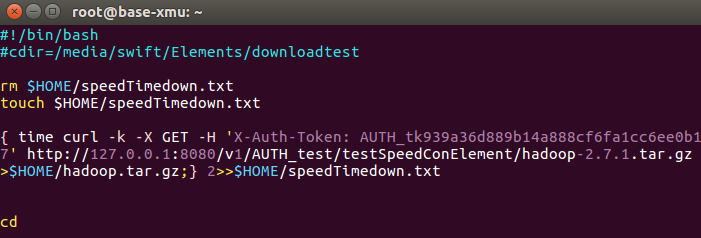 root@base-xmu: ~
#!/bin/bash
#cdir=/media/swift/Elements/downloadtest
rm $HOME/speedTimedown.txt
touch $HOME/speedTimedown.txt
{ time curl -k -X GET -H 'X-Auth-Token: AUTH_tk939a36d889b14a888cf6fa1cc6ee0b1
7' http://127.0.0.1:8080/v1/AUTH_test/testSpeedConElement/hadoop-2.7.1.tar.gz
>$HOME/hadoop.tar.gz;} 2>>$HOME/speedTimedown.txt
cd